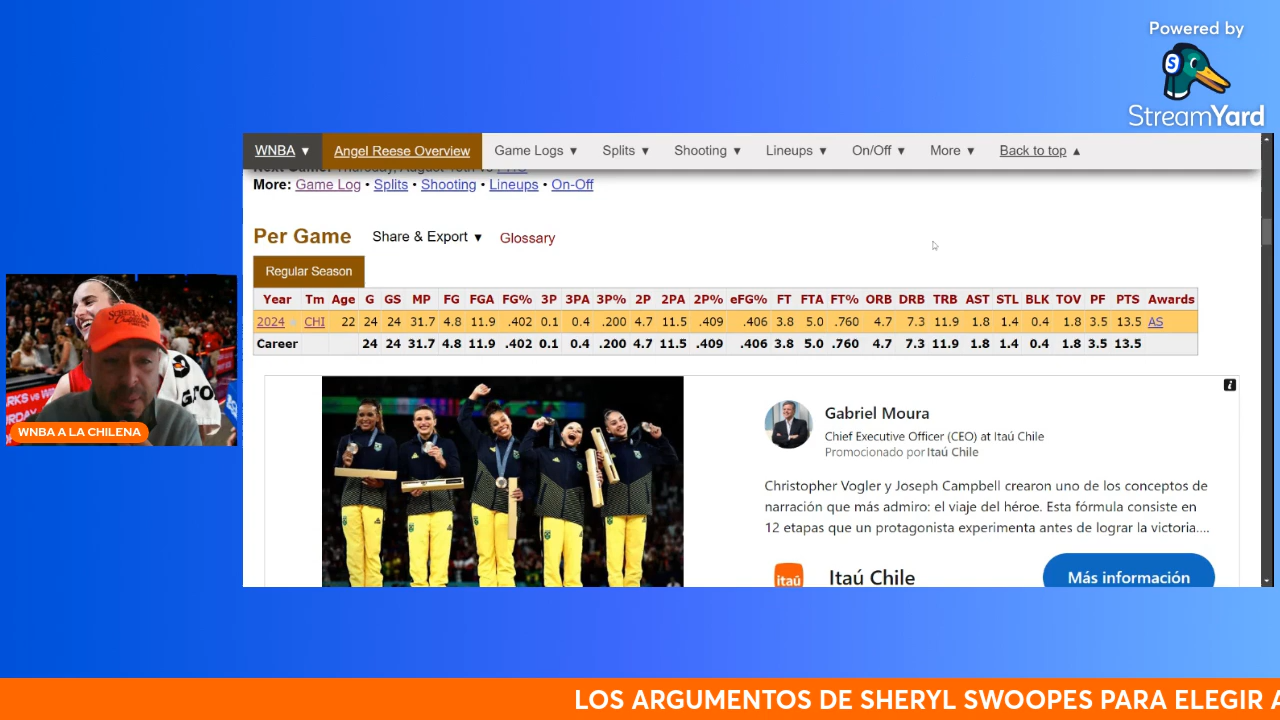 Powered by
StreamYard
WNBA ▼ Angel Reese Overview Game Logs ▼ Splits ▼ Shooting ▼ Lineups ▼ On/Off ▼ More ▼ Back to top ▲
More: Game Log • Splits • Shooting • Lineups • On-Off
Per Game Share & Export ▼ Glossary
Regular Season
Year Tm Age G GS MP FG FGA FG% 3P 3PA 3P% 2P 2PA 2P% eFG% FT FTA FT% ORB DRB TRB AST STL BLK TOV PF PTS Awards
2024 CHI 22 24 24 31.7 4.8 11.9 .402 0.1 0.4 .200 4.7 11.5 .409 .406 3.8 5.0 .760 4.7 7.3 11.9 1.8 1.4 0.4 1.8 3.5 13.5 AS
Career 24 24 31.7 4.8 11.9 .402 0.1 0.4 .200 4.7 11.5 .409 .406 3.8 5.0 .760 4.7 7.3 11.9 1.8 1.4 0.4 1.8 3.5 13.5
WNBA A LA CHILENA
Gabriel Moura
Chief Executive Officer (CEO) at Itaú Chile
Promocionado por Itaú Chile
Christopher Vogler y Joseph Campbell crearon uno de los conceptos de
narración que más admiro: el viaje del héroe. Esta fórmula consiste en
12 etapas que un protagonista experimenta antes de lograr la victoria....
itaú Itaú Chile Más información
LOS ARGUMENTOS DE SHERYL SWOOPES PARA ELEGIR A